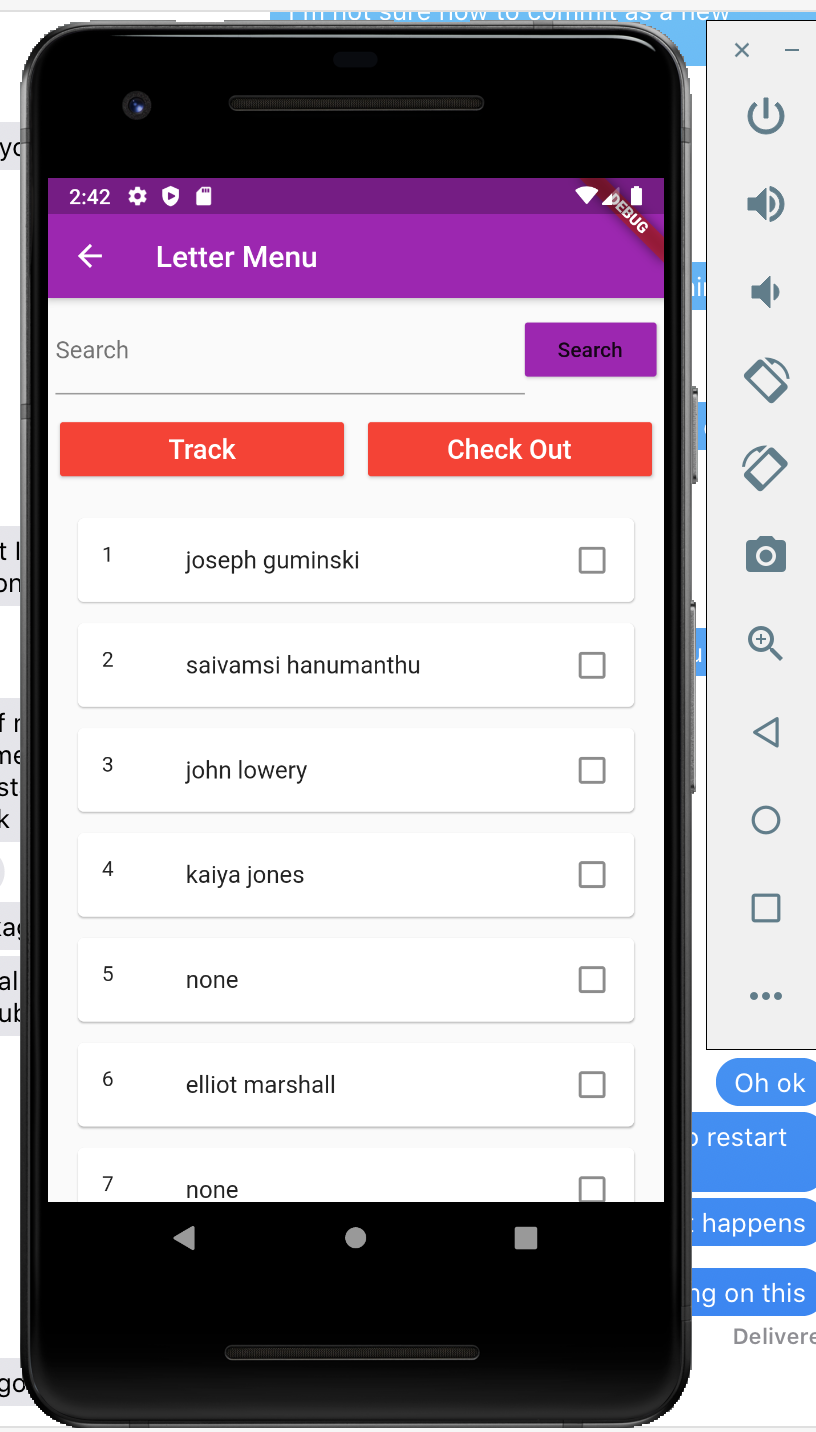 I'm not sure how to commit as a new
2:42
DEBUG
Letter Menu
Search
Search
Track
Check Out
1
joseph guminski
2
saivamsi hanumanthu
3
john lowery
4
kaiya jones
5
none
6
elliot marshall
7
none
Oh ok
restart
happens
on this